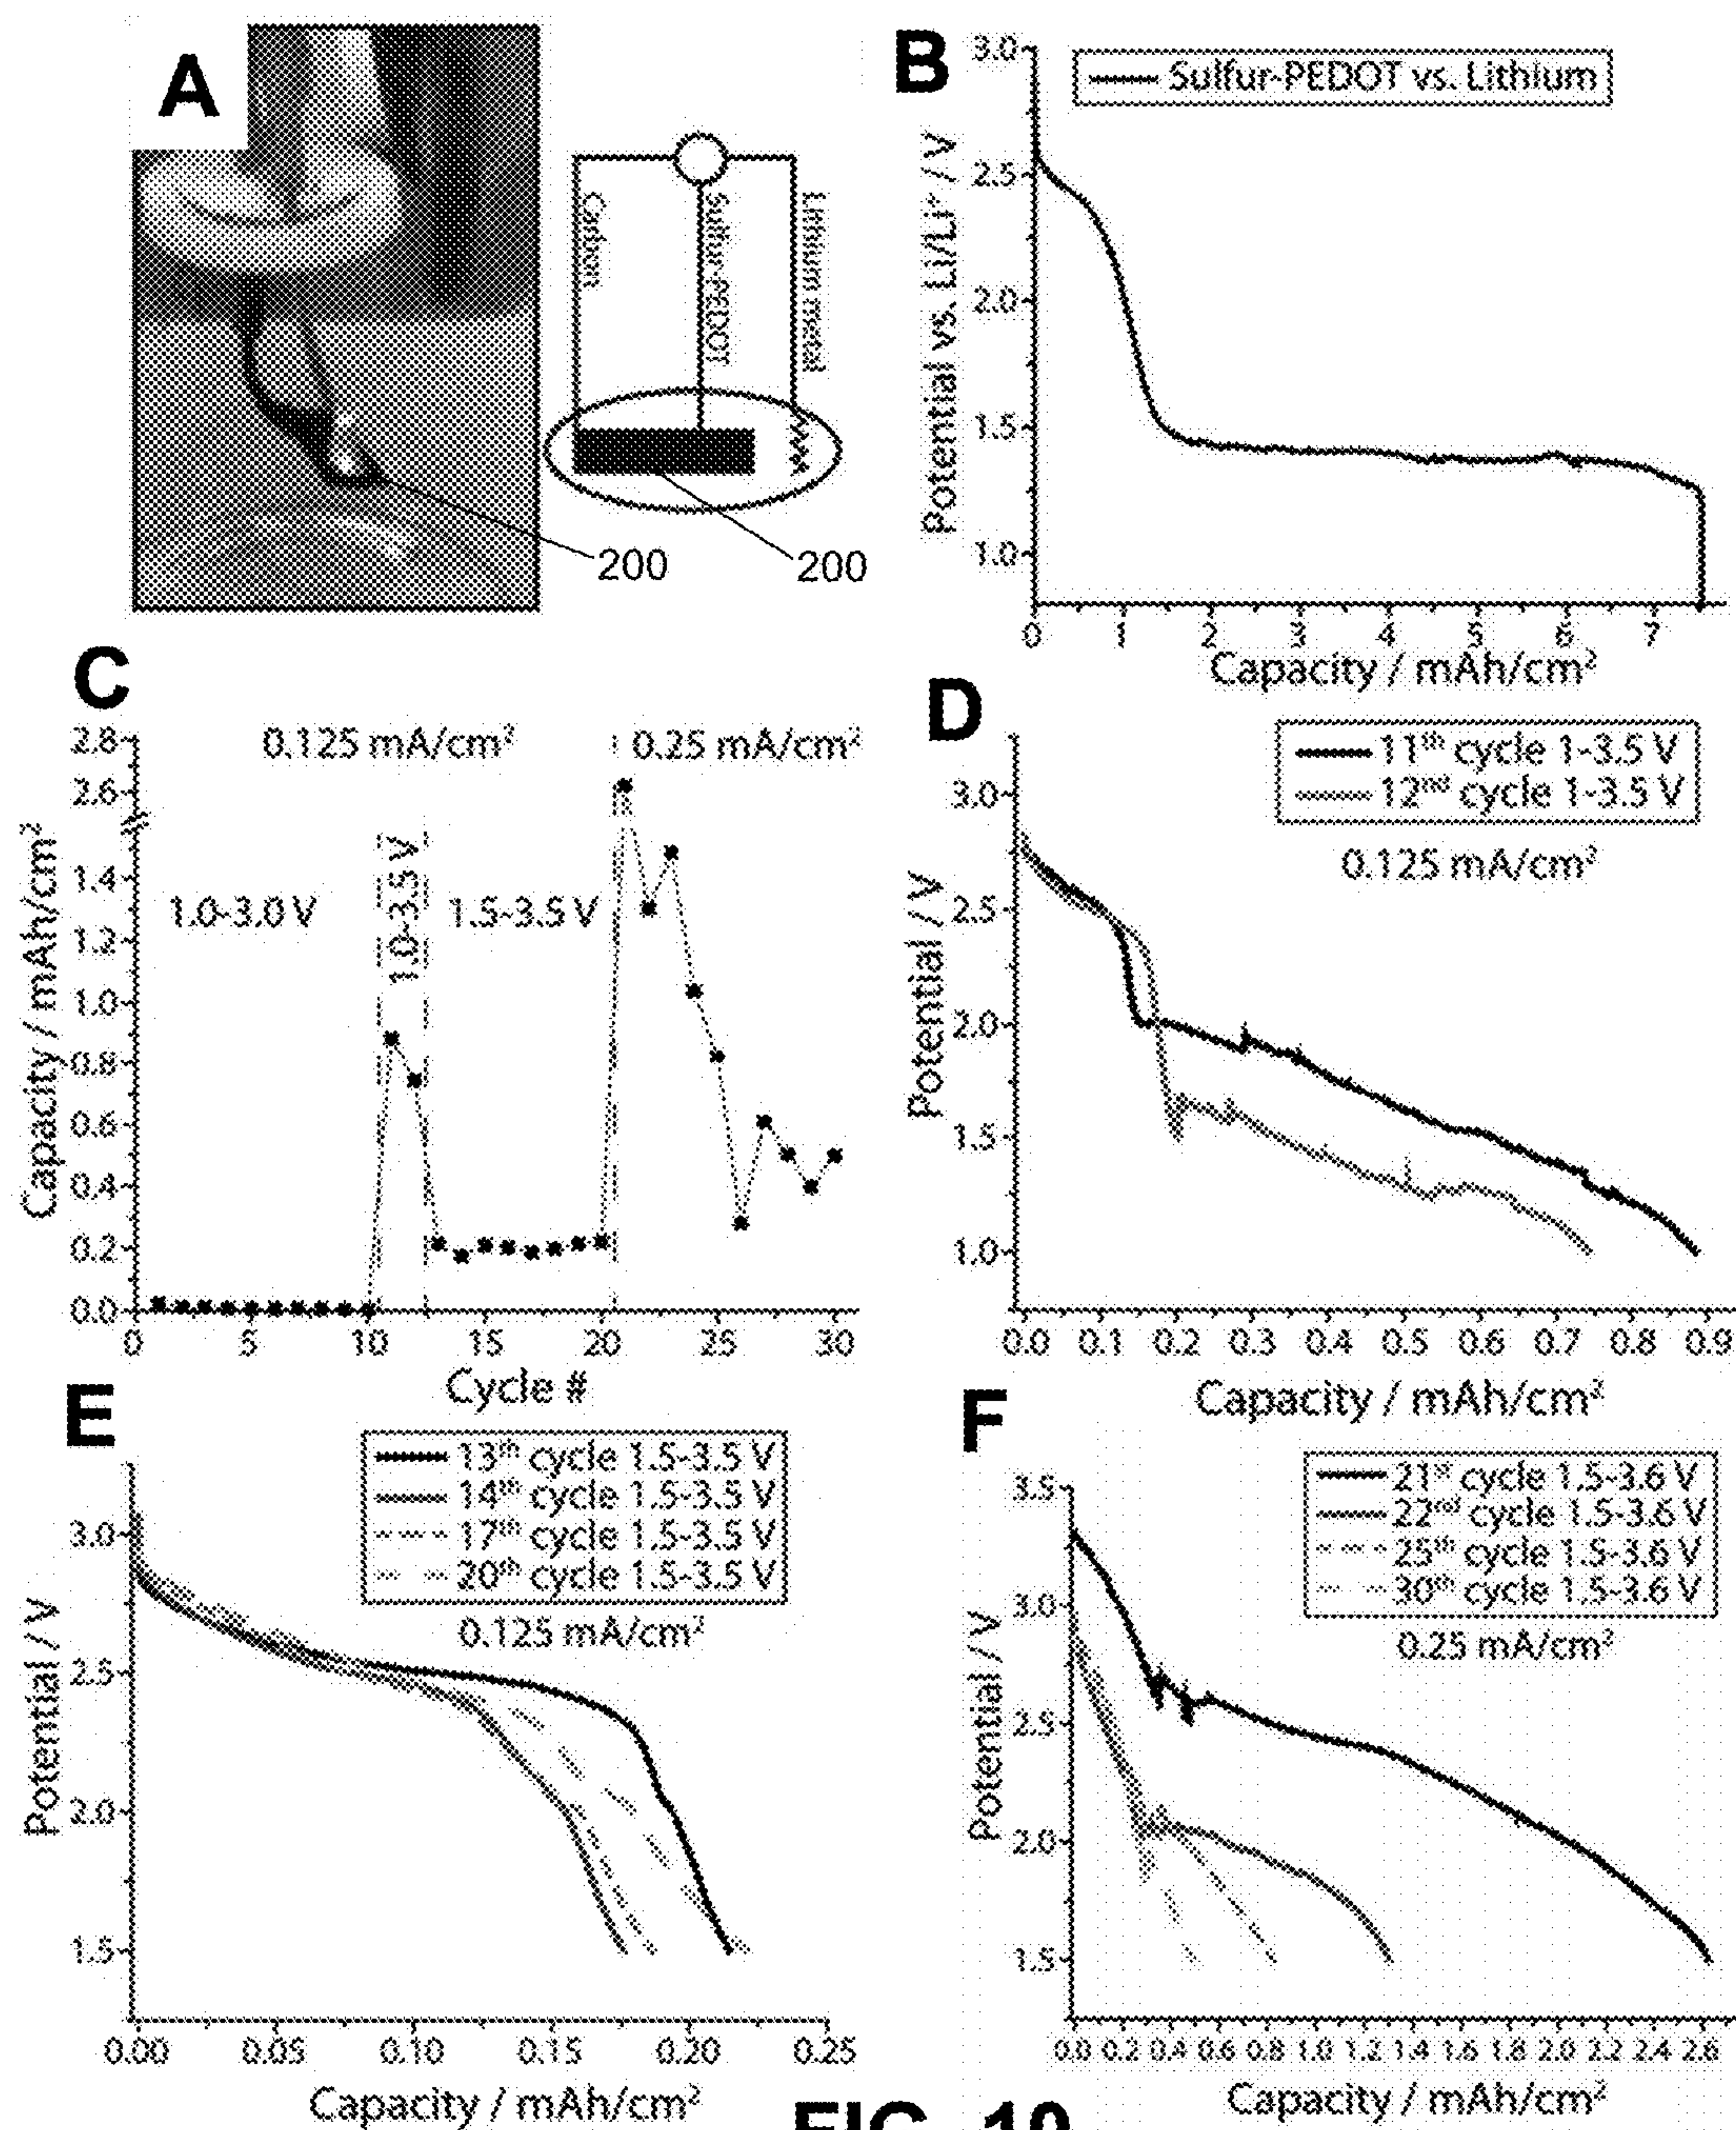 A
Carbon
Sulfur-PEDOT
Lithium metal
200
200
B
Sulfur-PEDOT vs. Lithium
Potential vs. Li/Li⁺ / V
3.0
2.5
2.0
1.5
1.0
0 1 2 3 4 5 6 7
Capacity / mAh/cm²
C
0.125 mA/cm²
0.25 mA/cm²
1.0-3.0 V
1.0-3.5 V
1.5-3.5 V
Capacity / mAh/cm²
2.8
2.6
1.4
1.2
1.0
0.8
0.6
0.4
0.2
0.0
0 5 10 15 20 25 30
Cycle #
D
11th cycle 1-3.5 V
12nd cycle 1-3.5 V
0.125 mA/cm²
Potential / V
3.0
2.5
2.0
1.5
1.0
0.0 0.1 0.2 0.3 0.4 0.5 0.6 0.7 0.8 0.9
Capacity / mAh/cm²
E
13th cycle 1.5-3.5 V
14th cycle 1.5-3.5 V
17th cycle 1.5-3.5 V
20th cycle 1.5-3.5 V
0.125 mA/cm²
Potential / V
3.0
2.5
2.0
1.5
0.00 0.05 0.10 0.15 0.20 0.25
Capacity / mAh/cm²
F
21st cycle 1.5-3.6 V
22nd cycle 1.5-3.6 V
25th cycle 1.5-3.6 V
30th cycle 1.5-3.6 V
0.25 mA/cm²
Potential / V
3.5
3.0
2.5
2.0
1.5
0.0 0.2 0.4 0.6 0.8 1.0 1.2 1.4 1.6 1.8 2.0 2.2 2.4 2.6
Capacity / mAh/cm²